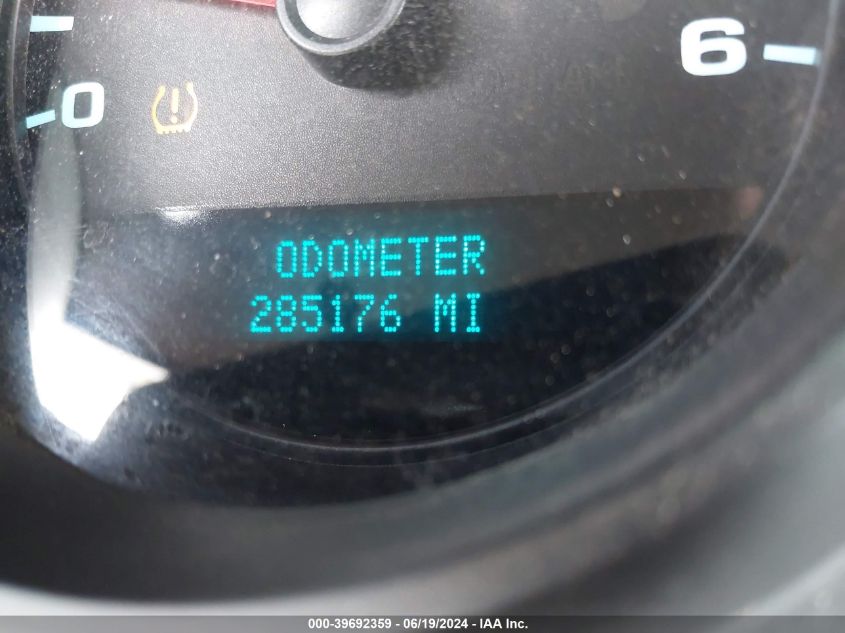 6
0
ODOMETER
285176 MI
000-39692359 - 06/19/2024 - IAA Inc.